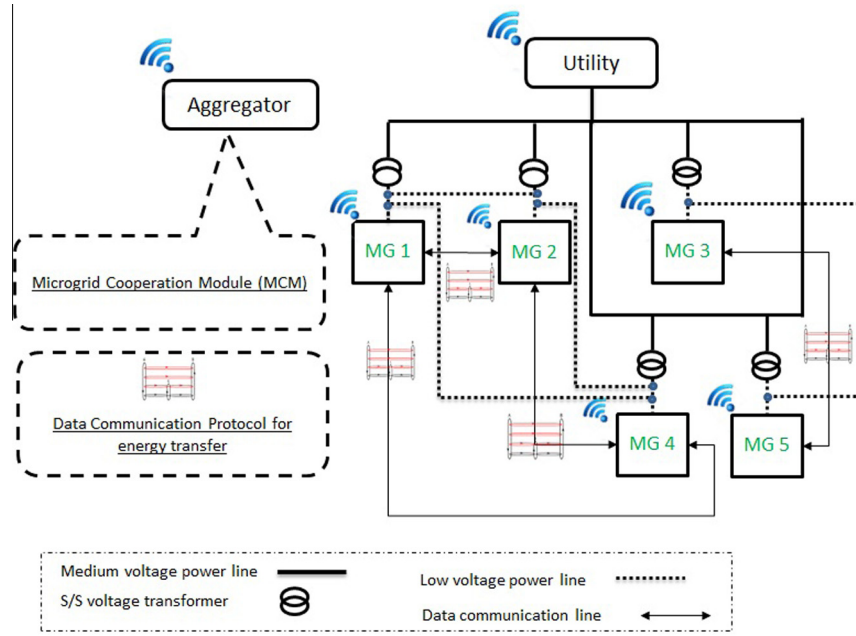 Utility
Aggregator
MG 1
MG 2
MG 3
Microgrid Cooperation Module (MCM)
Data Communication Protocol for
energy transfer
MG 4
MG 5
Medium voltage power line
Low voltage power line
S/S voltage transformer
Data communication line